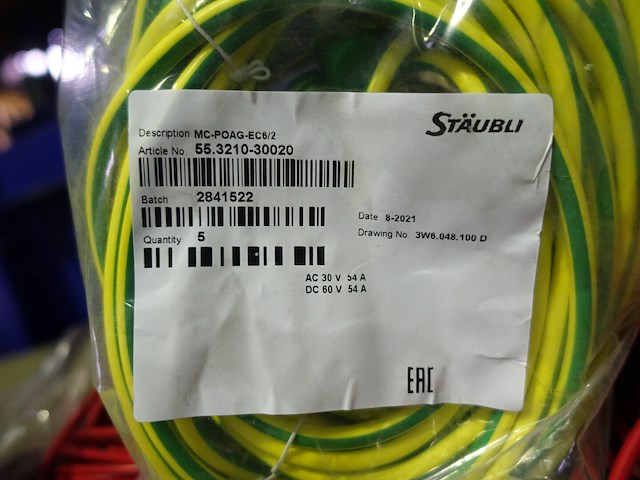 STÄUBLI
Description MC-POAG-EC6/2
Article No. 55.3210-30020
Batch 2841522
Date 8-2021
Quantity 5
Drawing No. 3W6.048.100 D
AC 30 V 54 A
DC 60 V 54 A
EAC